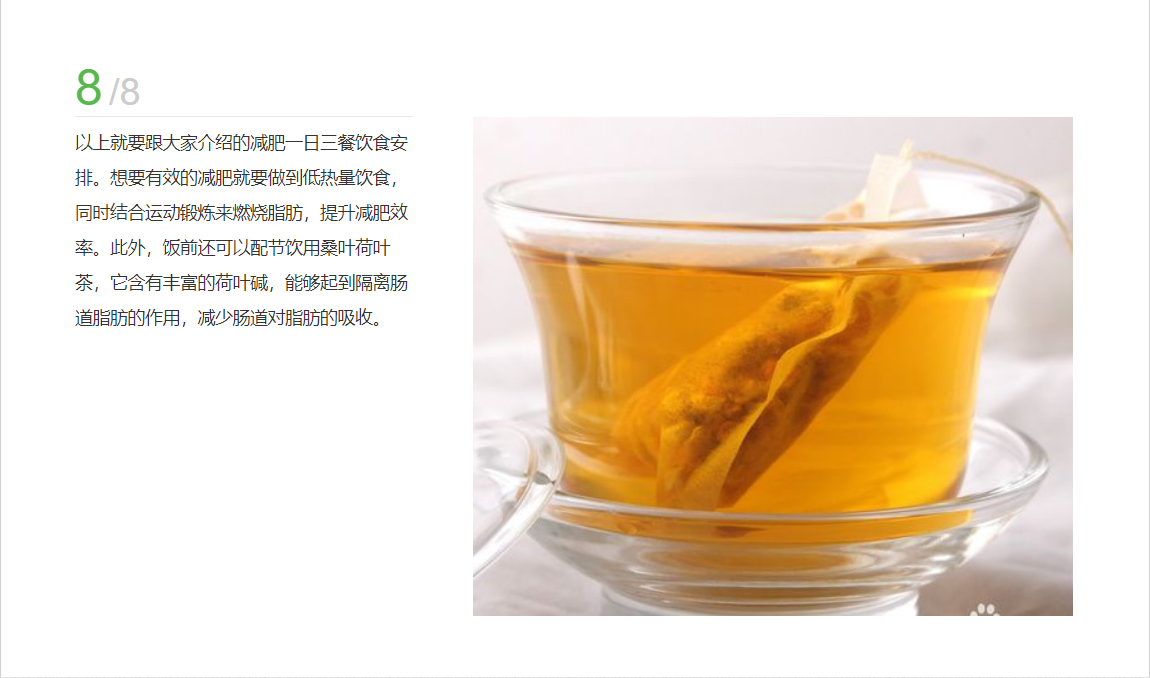 8/8
以上就要跟大家介绍的减肥一日三餐饮食安
排。想要有效的减肥就要做到低热量饮食，
同时结合运动锻炼来燃烧脂肪，提升减肥效
率。此外，饭前还可以配节饮用桑叶荷叶
茶，它含有丰富的荷叶碱，能够起到隔离肠
道脂肪的作用，减少肠道对脂肪的吸收。